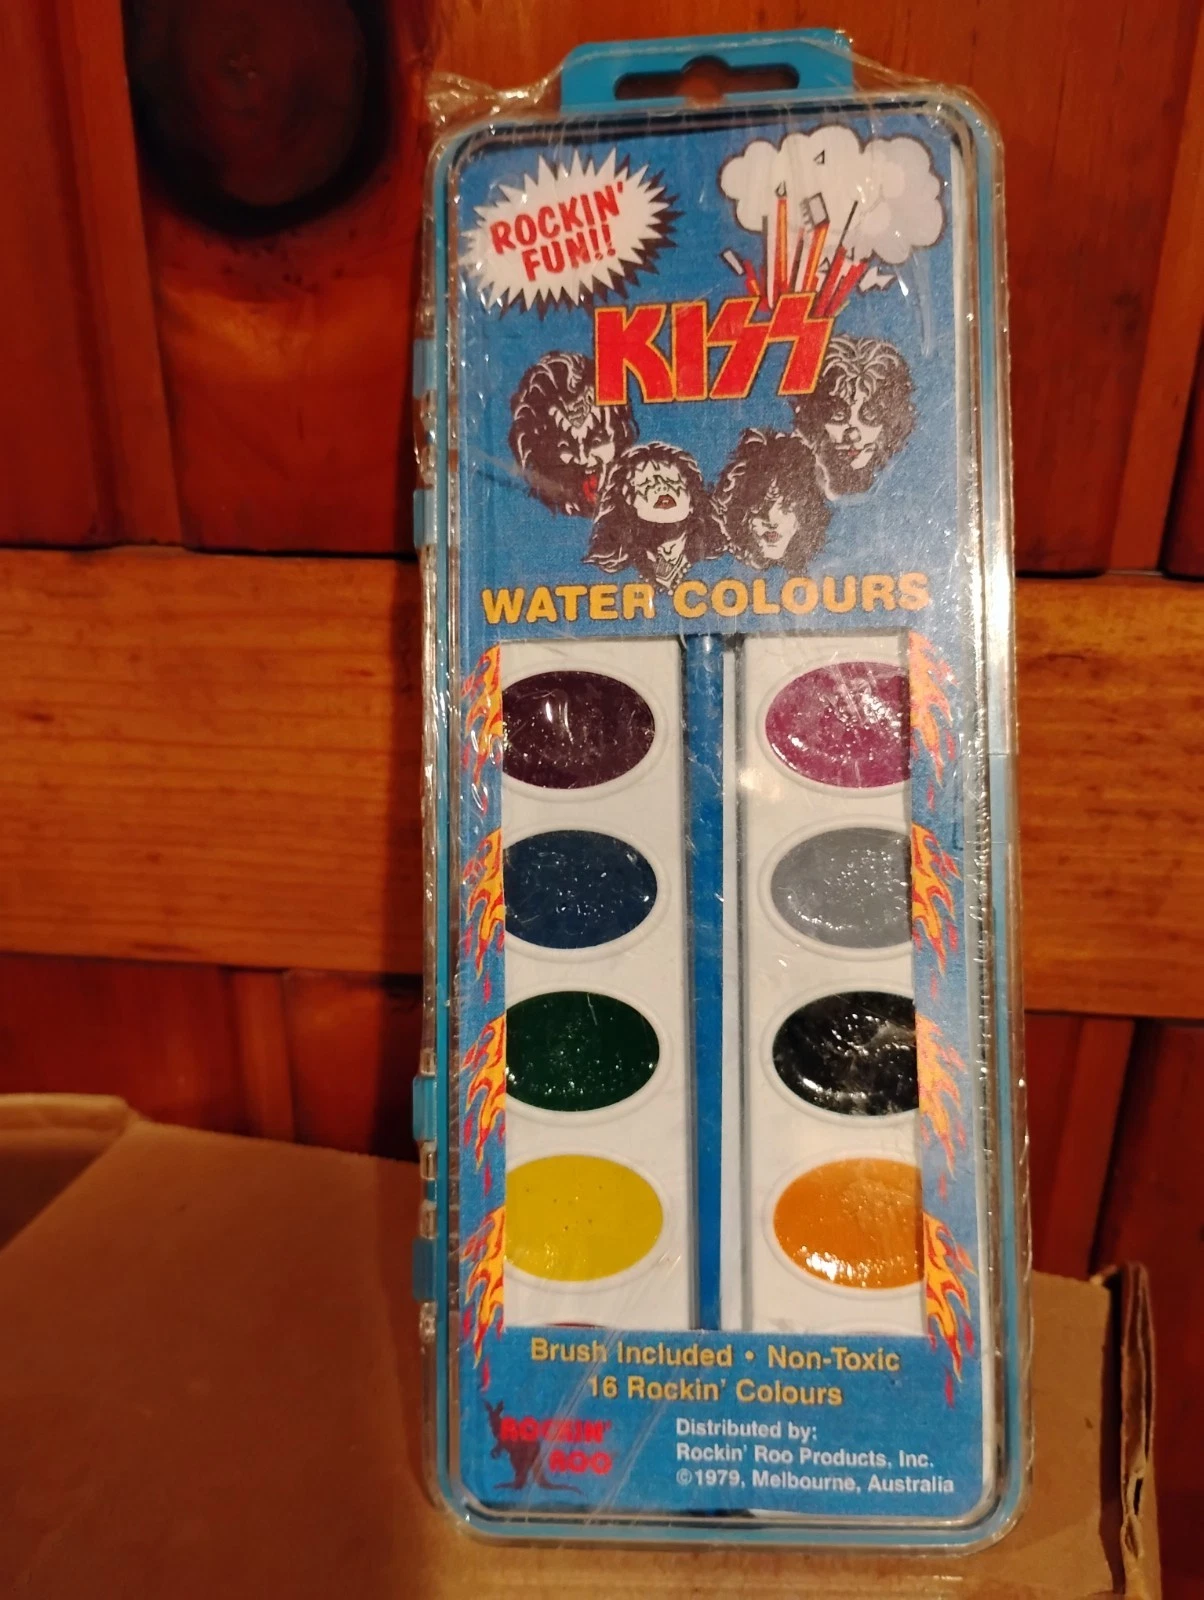 ROCKIN'
FUN!!
KISS
WATER COLOURS
Brush Included • Non-Toxic
16 Rockin' Colours
ROCKIN'
ROO
Distributed by:
Rockin' Roo Products, Inc.
©1979, Melbourne, Australia